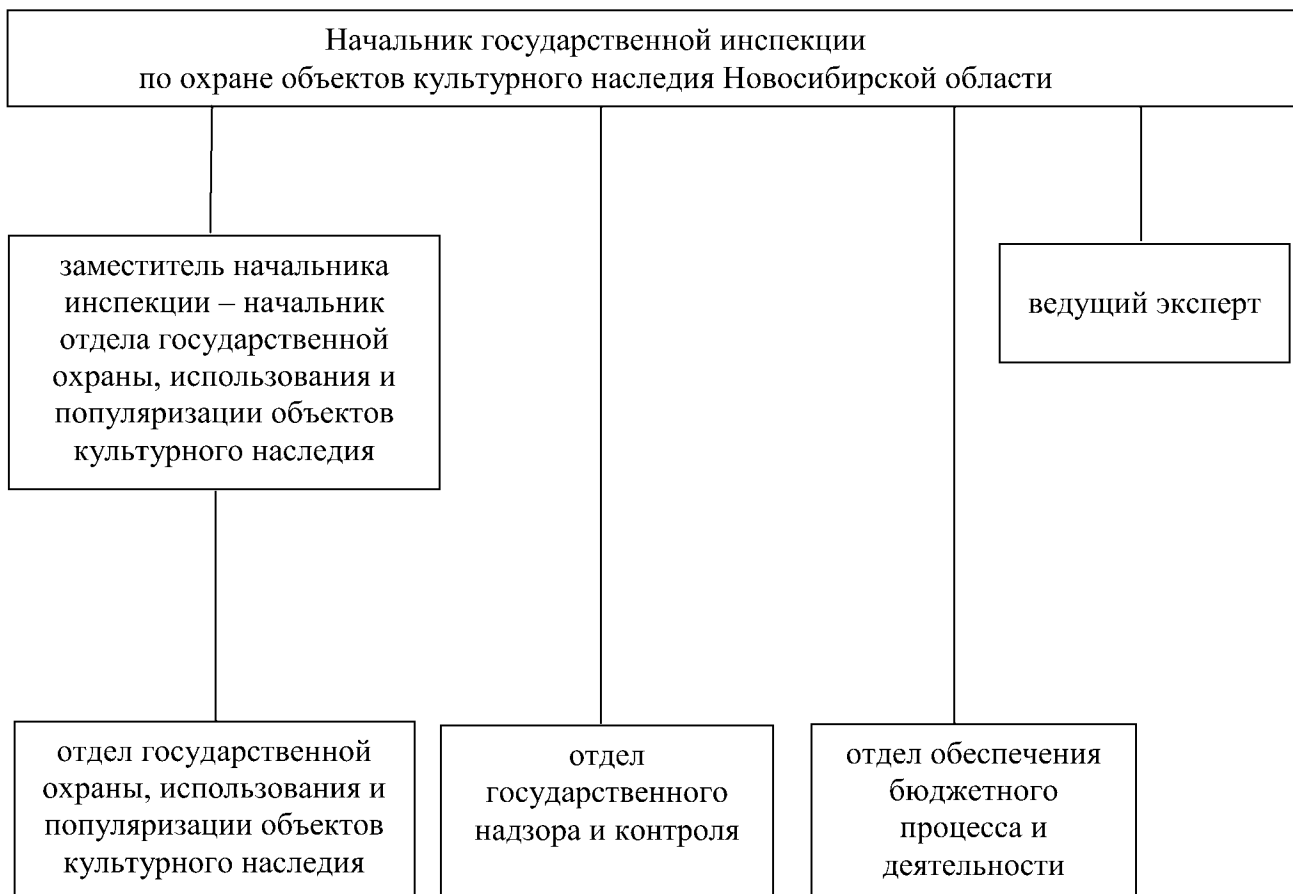 Начальник государственной инспекции
по охране объектов культурного наследия Новосибирской области
заместитель начальника
инспекции – начальник
отдела государственной
охраны, использования и
популяризации объектов
культурного наследия
ведущий эксперт
отдел государственной
охраны, использования и
популяризации объектов
культурного наследия
отдел
государственного
надзора и контроля
отдел обеспечения
бюджетного
процесса и
деятельности